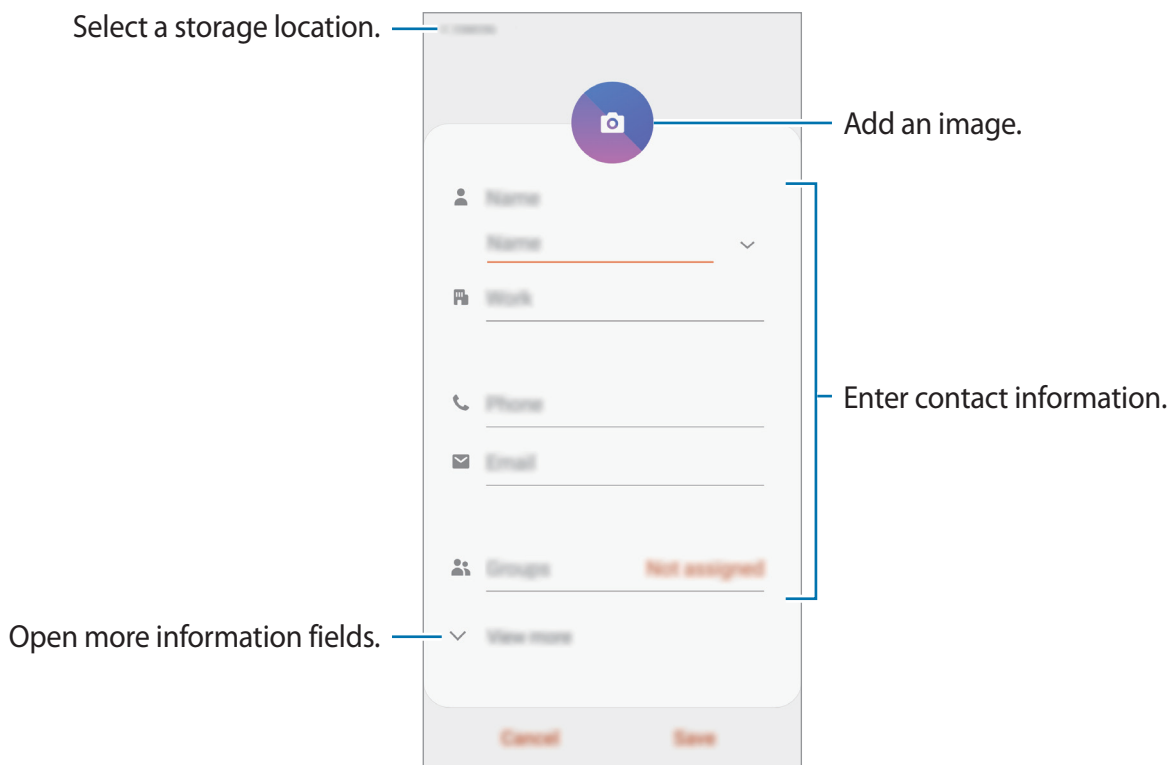 Select a storage location.
Add an image.
Name
Name
Work
Enter contact information.
Phone
Email
Groups Not assigned
Open more information fields.
View more
Cancel Save